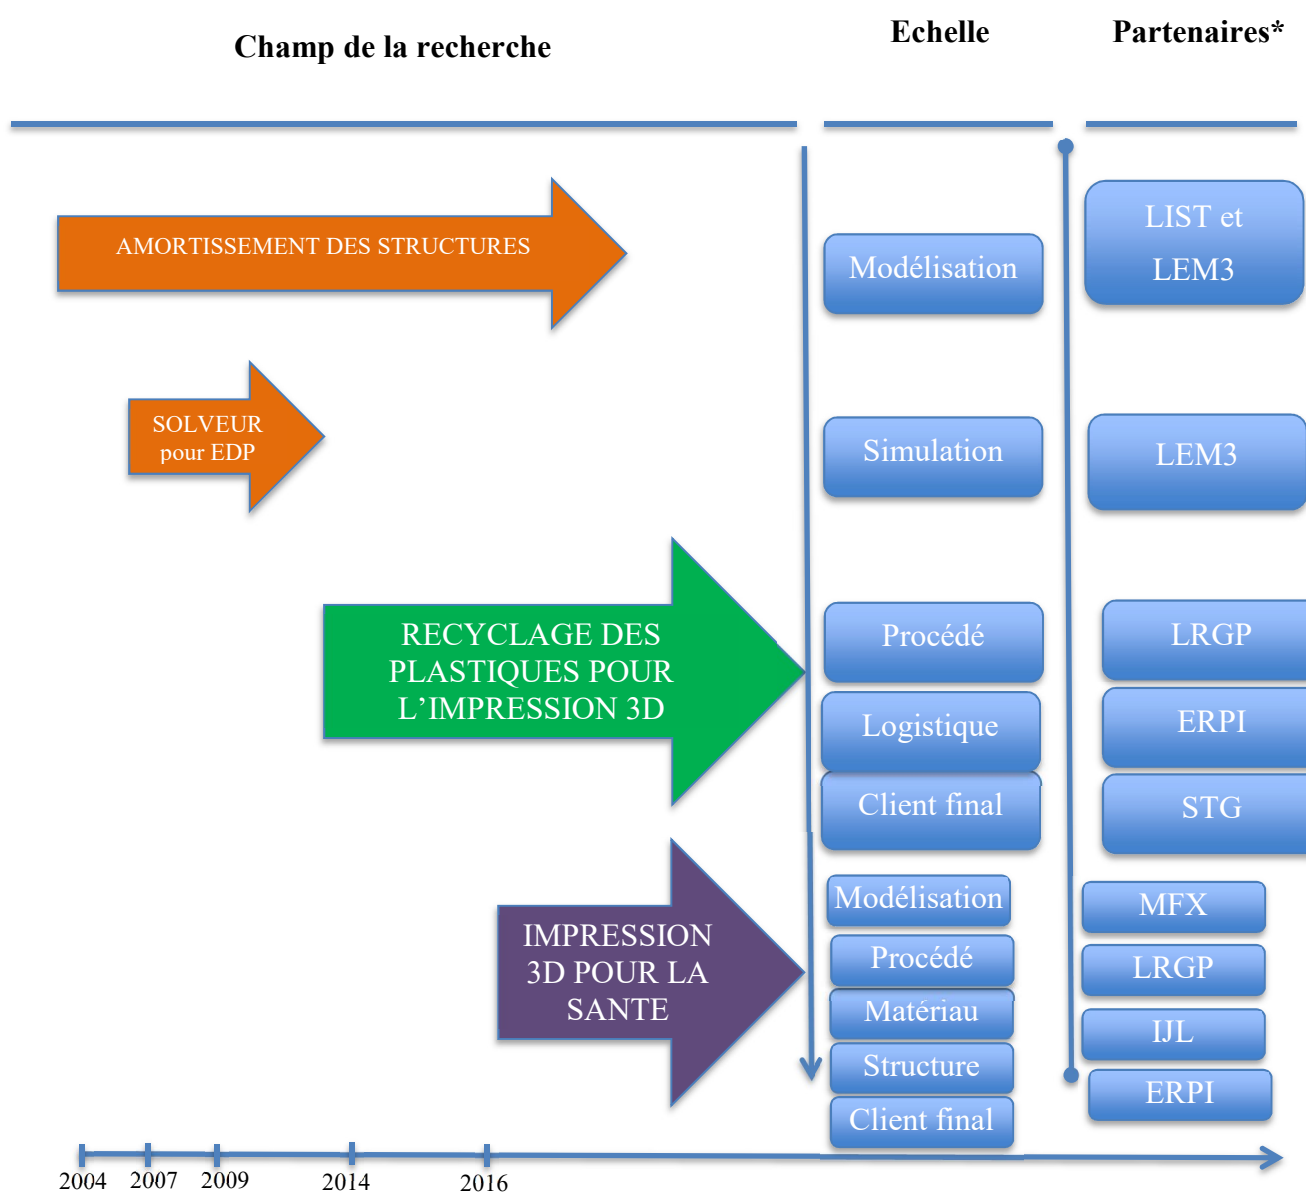 Champ de la recherche
Echelle
Partenaires*
AMORTISSEMENT DES STRUCTURES
Modélisation
LIST et
LEM3
SOLVEUR
pour EDP
Simulation
LEM3
RECYCLAGE DES
PLASTIQUES POUR
L’IMPRESSION 3D
Procédé
Logistique
Client final
LRGP
ERPI
STG
IMPRESSION
3D POUR LA
SANTE
Modélisation
Procédé
Matériau
Structure
Client final
MFX
LRGP
IJL
ERPI
2004 2007 2009 2014 2016